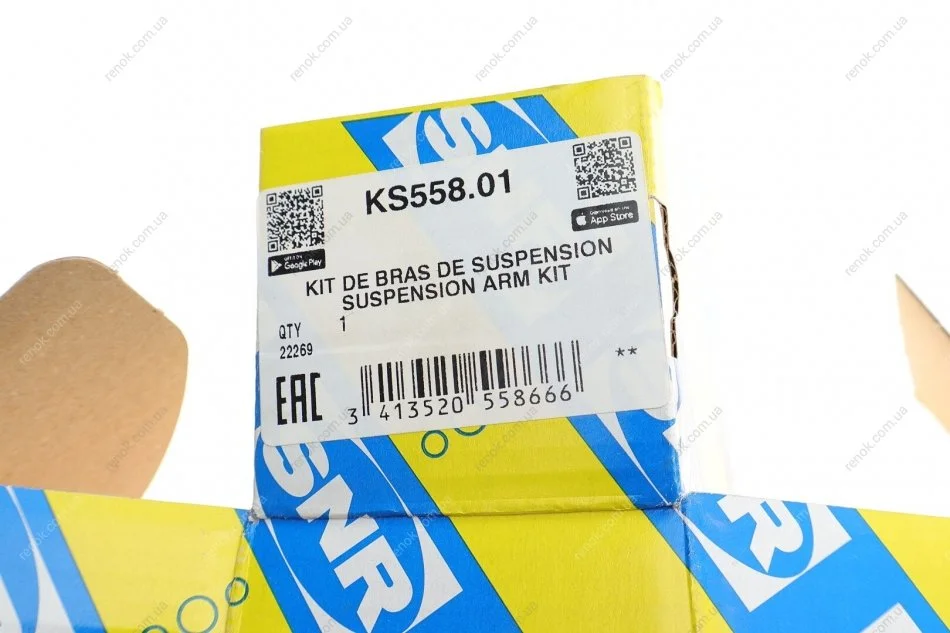 SNR
KS558.01
GET IT ON
Google Play
Download on the
App Store
KIT DE BRAS DE SUSPENSION
SUSPENSION ARM KIT
QTY 1
22269
**
EAC
3 413520 558666
SNR
SNR
renok.com.ua